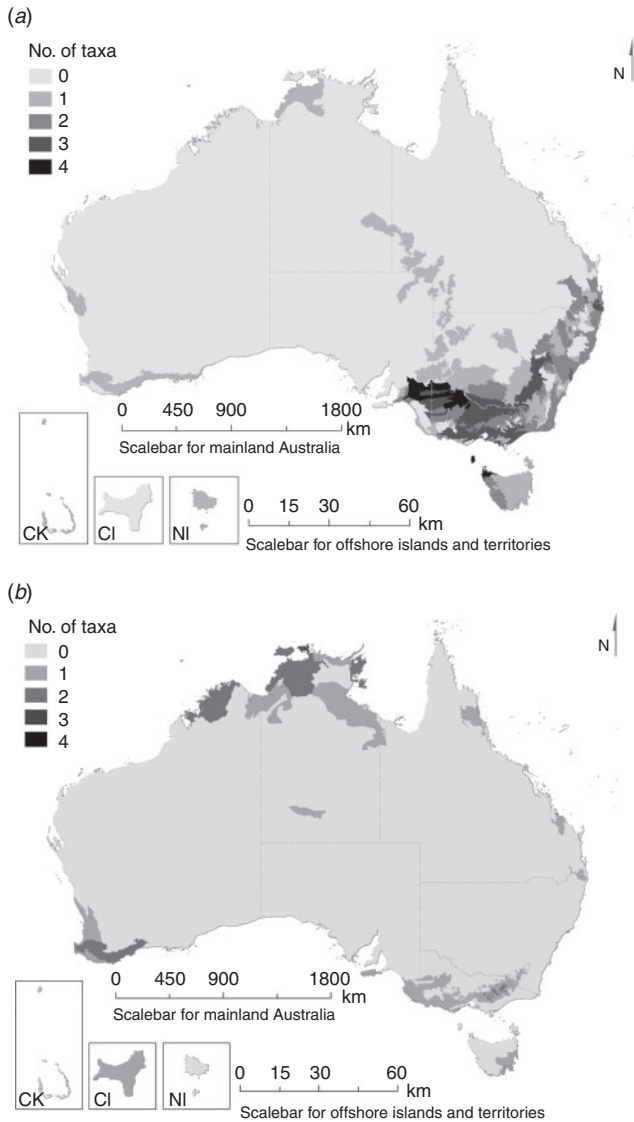 (a)
No. of taxa
0
1
2
3
4
N
0 450 900 1800
km
Scalebar for mainland Australia
CK CI NI
0 15 30 60
km
Scalebar for offshore islands and territories
(b)
No. of taxa
0
1
2
3
4
N
0 450 900 1800
km
Scalebar for mainland Australia
CK CI NI
0 15 30 60
km
Scalebar for offshore islands and territories